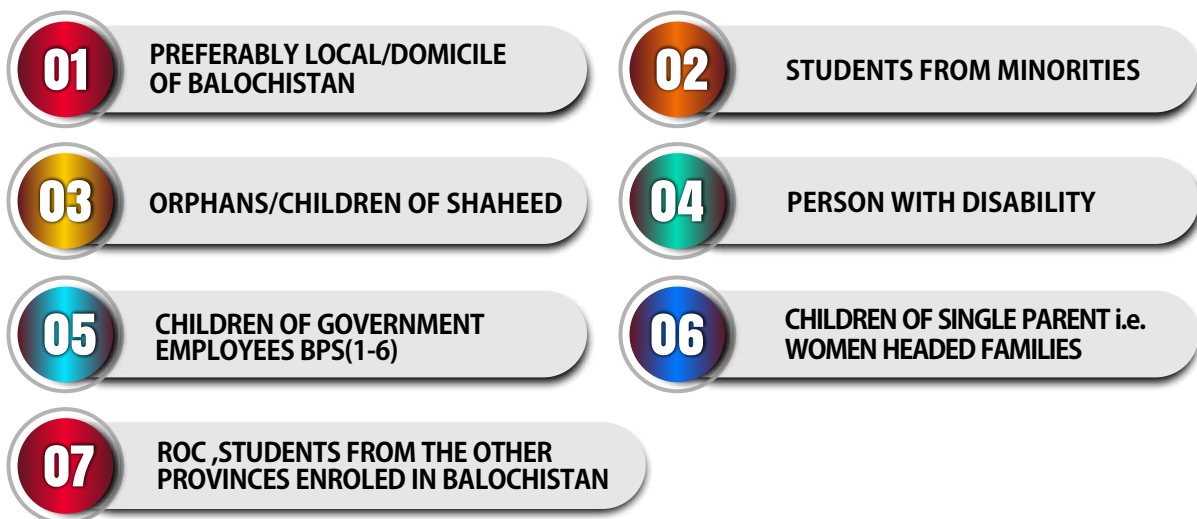 01
PREFERABLY LOCAL/DOMICILE
OF BALOCHISTAN
02
STUDENTS FROM MINORITIES
03
ORPHANS/CHILDREN OF SHAHEED
04
PERSON WITH DISABILITY
05
CHILDREN OF GOVERNMENT
EMPLOYEES BPS(1-6)
06
CHILDREN OF SINGLE PARENT i.e.
WOMEN HEADED FAMILIES
07
ROC ,STUDENTS FROM THE OTHER
PROVINCES ENROLED IN BALOCHISTAN